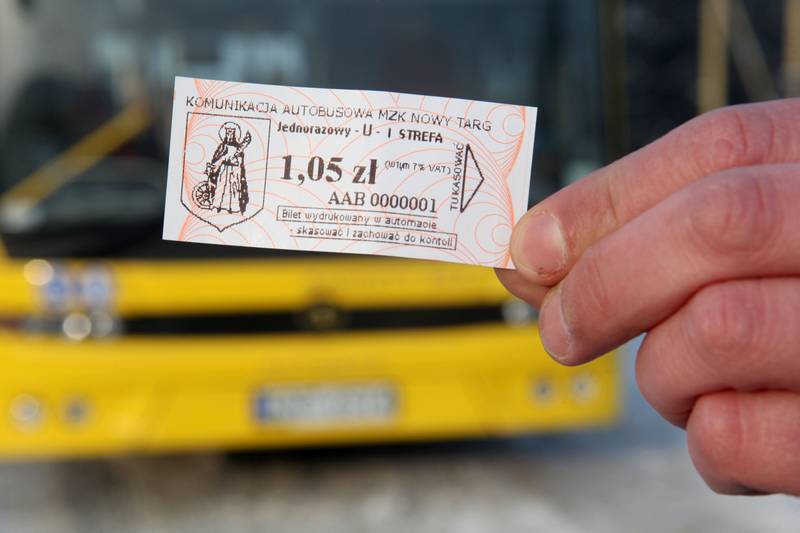 KOMUNIKACJA AUTOBUSOWA MZK NOWY TARG
Jednorazowy - U - I STREFA
1,05 zł (w tym 7% VAT)
AAB 0000001
Bilet wydrukowany w automacie
- skasować i zachować do kontoli
TU KASOWAĆ